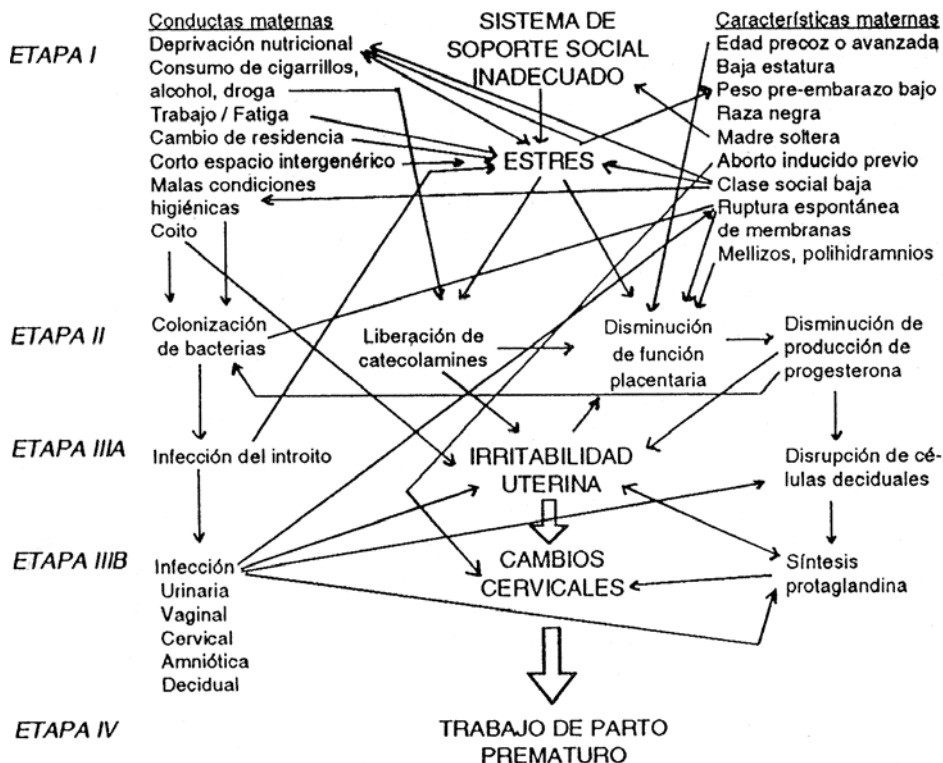 ETAPA I
Conductas maternas
Deprivación nutricional
Consumo de cigarrillos,
alcohol, droga
Trabajo / Fatiga
Cambio de residencia
Corto espacio intergenérico
Malas condiciones
higiénicas
Coito
SISTEMA DE
SOPORTE SOCIAL
INADECUADO
ESTRES
Características maternas
Edad precoz o avanzada
Baja estatura
Peso pre-embarazo bajo
Raza negra
Madre soltera
Aborto inducido previo
Clase social baja
Ruptura espontánea
de membranas
Mellizos, polihidramnios
ETAPA II
Colonización
de bacterias
Liberación de
catecolamines
Disminución
de función
placentaria
Disminución de
producción de
progesterona
ETAPA IIIA
Infección del introito
IRRITABILIDAD
UTERINA
Disrupción de cé-
lulas deciduales
ETAPA IIIB
Infección
Urinaria
Vaginal
Cervical
Amniótica
Decidual
CAMBIOS
CERVICALES
Síntesis
protaglandina
ETAPA IV
TRABAJO DE PARTO
PREMATURO